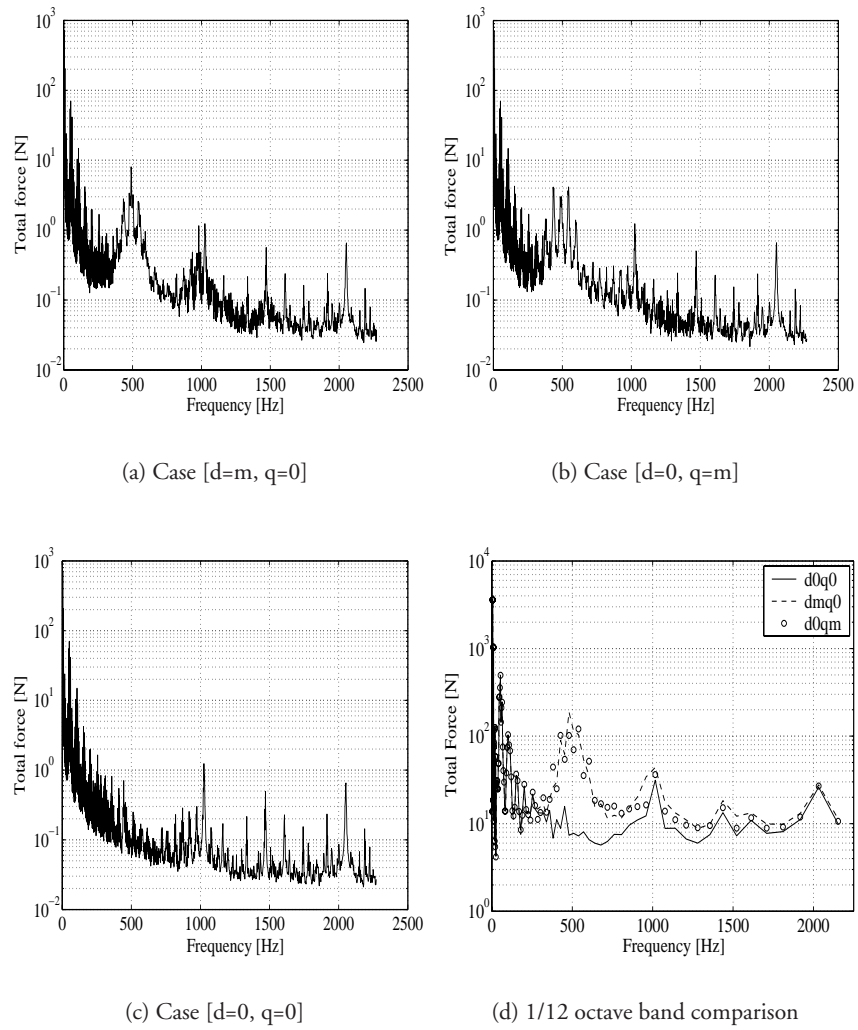 10^3
10^2
10^1
10^0
10^-1
10^-2
Total force [N]
0 500 1000 1500 2000 2500
Frequency [Hz]
(a) Case [d=m, q=0]
10^3
10^2
10^1
10^0
10^-1
10^-2
Total force [N]
0 500 1000 1500 2000 2500
Frequency [Hz]
(b) Case [d=0, q=m]
10^3
10^2
10^1
10^0
10^-1
10^-2
Total force [N]
0 500 1000 1500 2000 2500
Frequency [Hz]
(c) Case [d=0, q=0]
10^4
10^3
10^2
10^1
10^0
Total Force [N]
d0q0
dmq0
d0qm
0 500 1000 1500 2000
Frequency [Hz]
(d) 1/12 octave band comparison